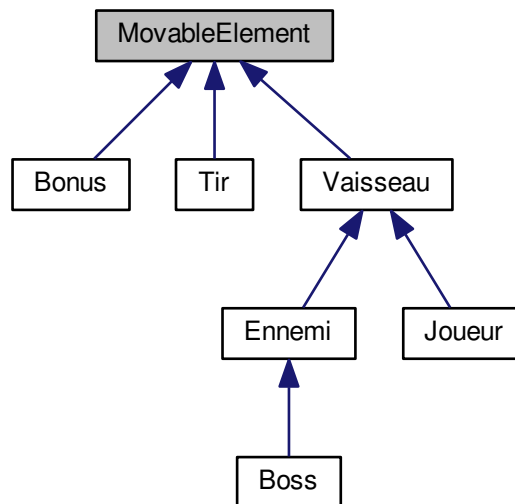 MovableElement
Bonus
Tir
Vaisseau
Ennemi
Joueur
Boss